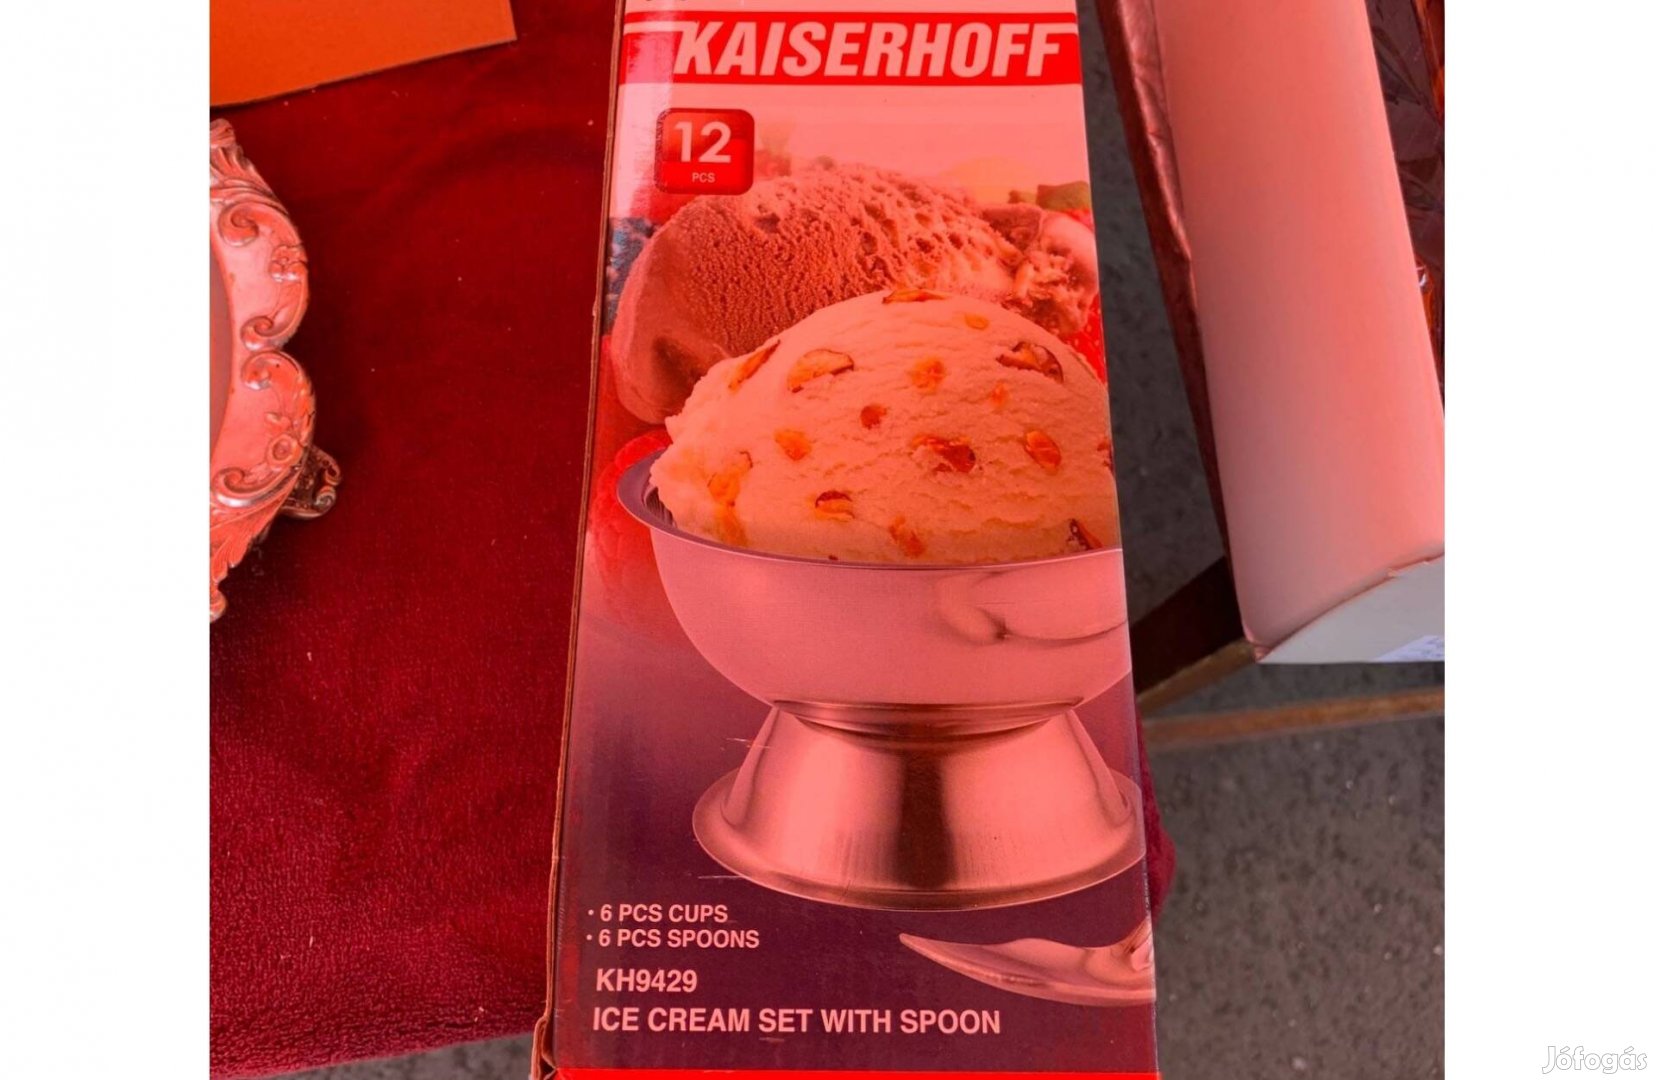 KAISERHOFF
12
PCS
• 6 PCS CUPS
• 6 PCS SPOONS
KH9429
ICE CREAM SET WITH SPOON
Jófogás